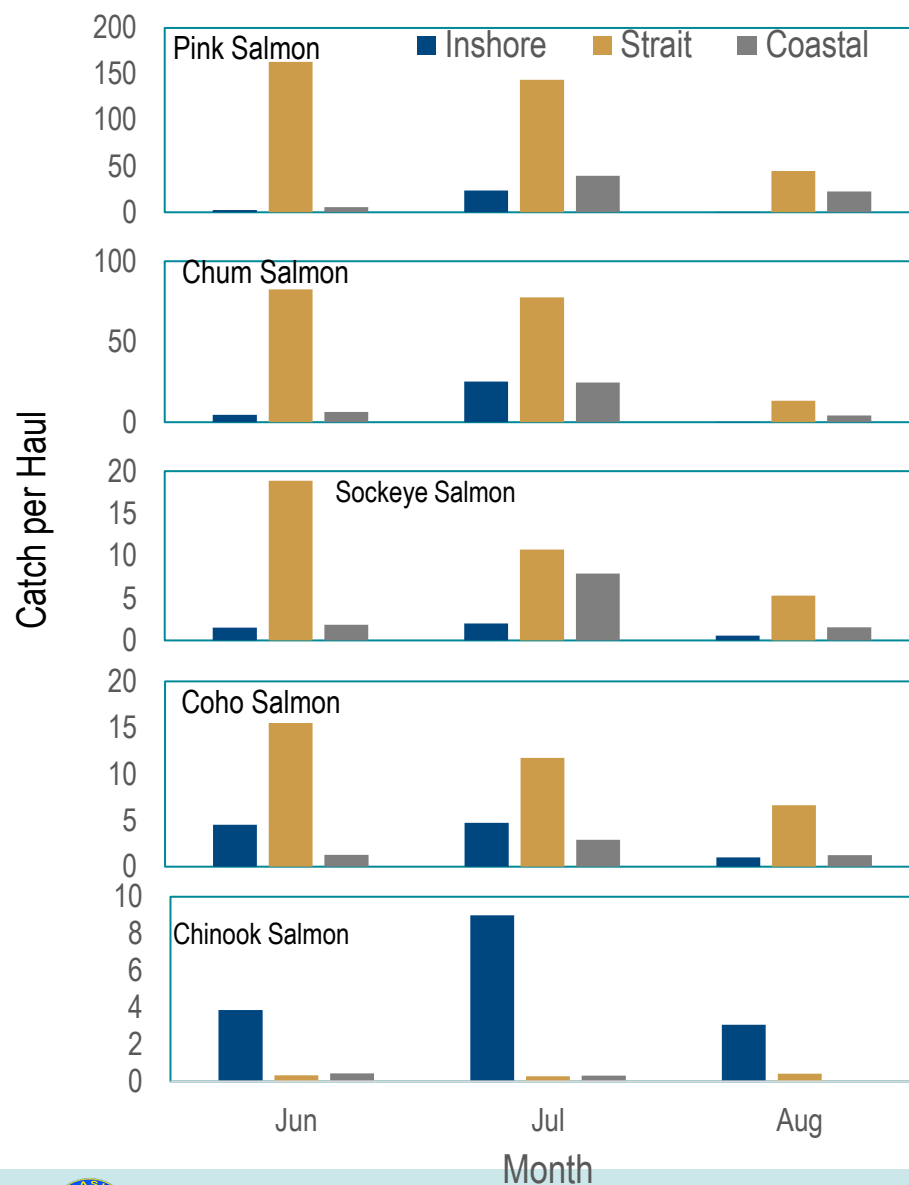 Pink Salmon
Inshore Strait Coastal
200
150
100
50
0
Chum Salmon
100
50
0
Sockeye Salmon
20
15
10
5
0
Coho Salmon
20
15
10
5
0
Chinook Salmon
10
8
6
4
2
0
Catch per Haul
Jun Jul Aug
Month